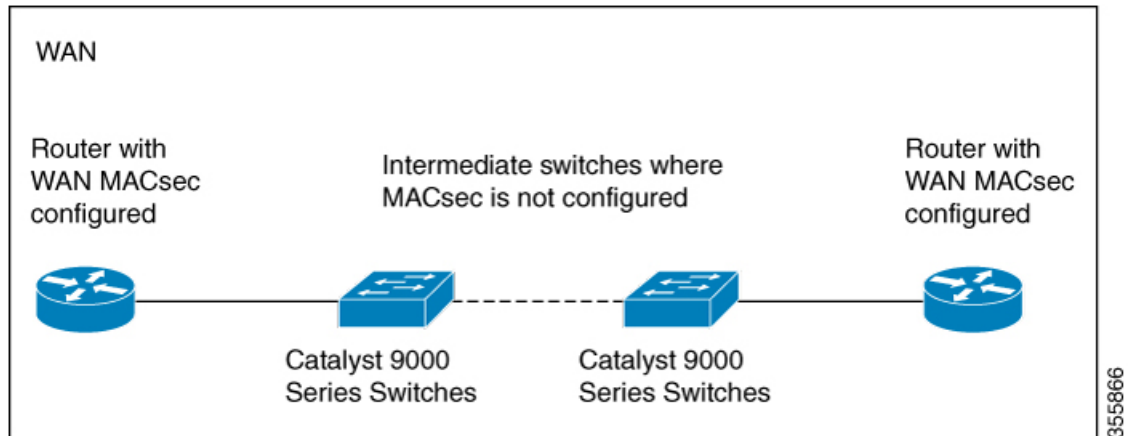 WAN
Router with
WAN MACsec
configured
Intermediate switches where
MACsec is not configured
Router with
WAN MACsec
configured
Catalyst 9000
Series Switches
Catalyst 9000
Series Switches
355866